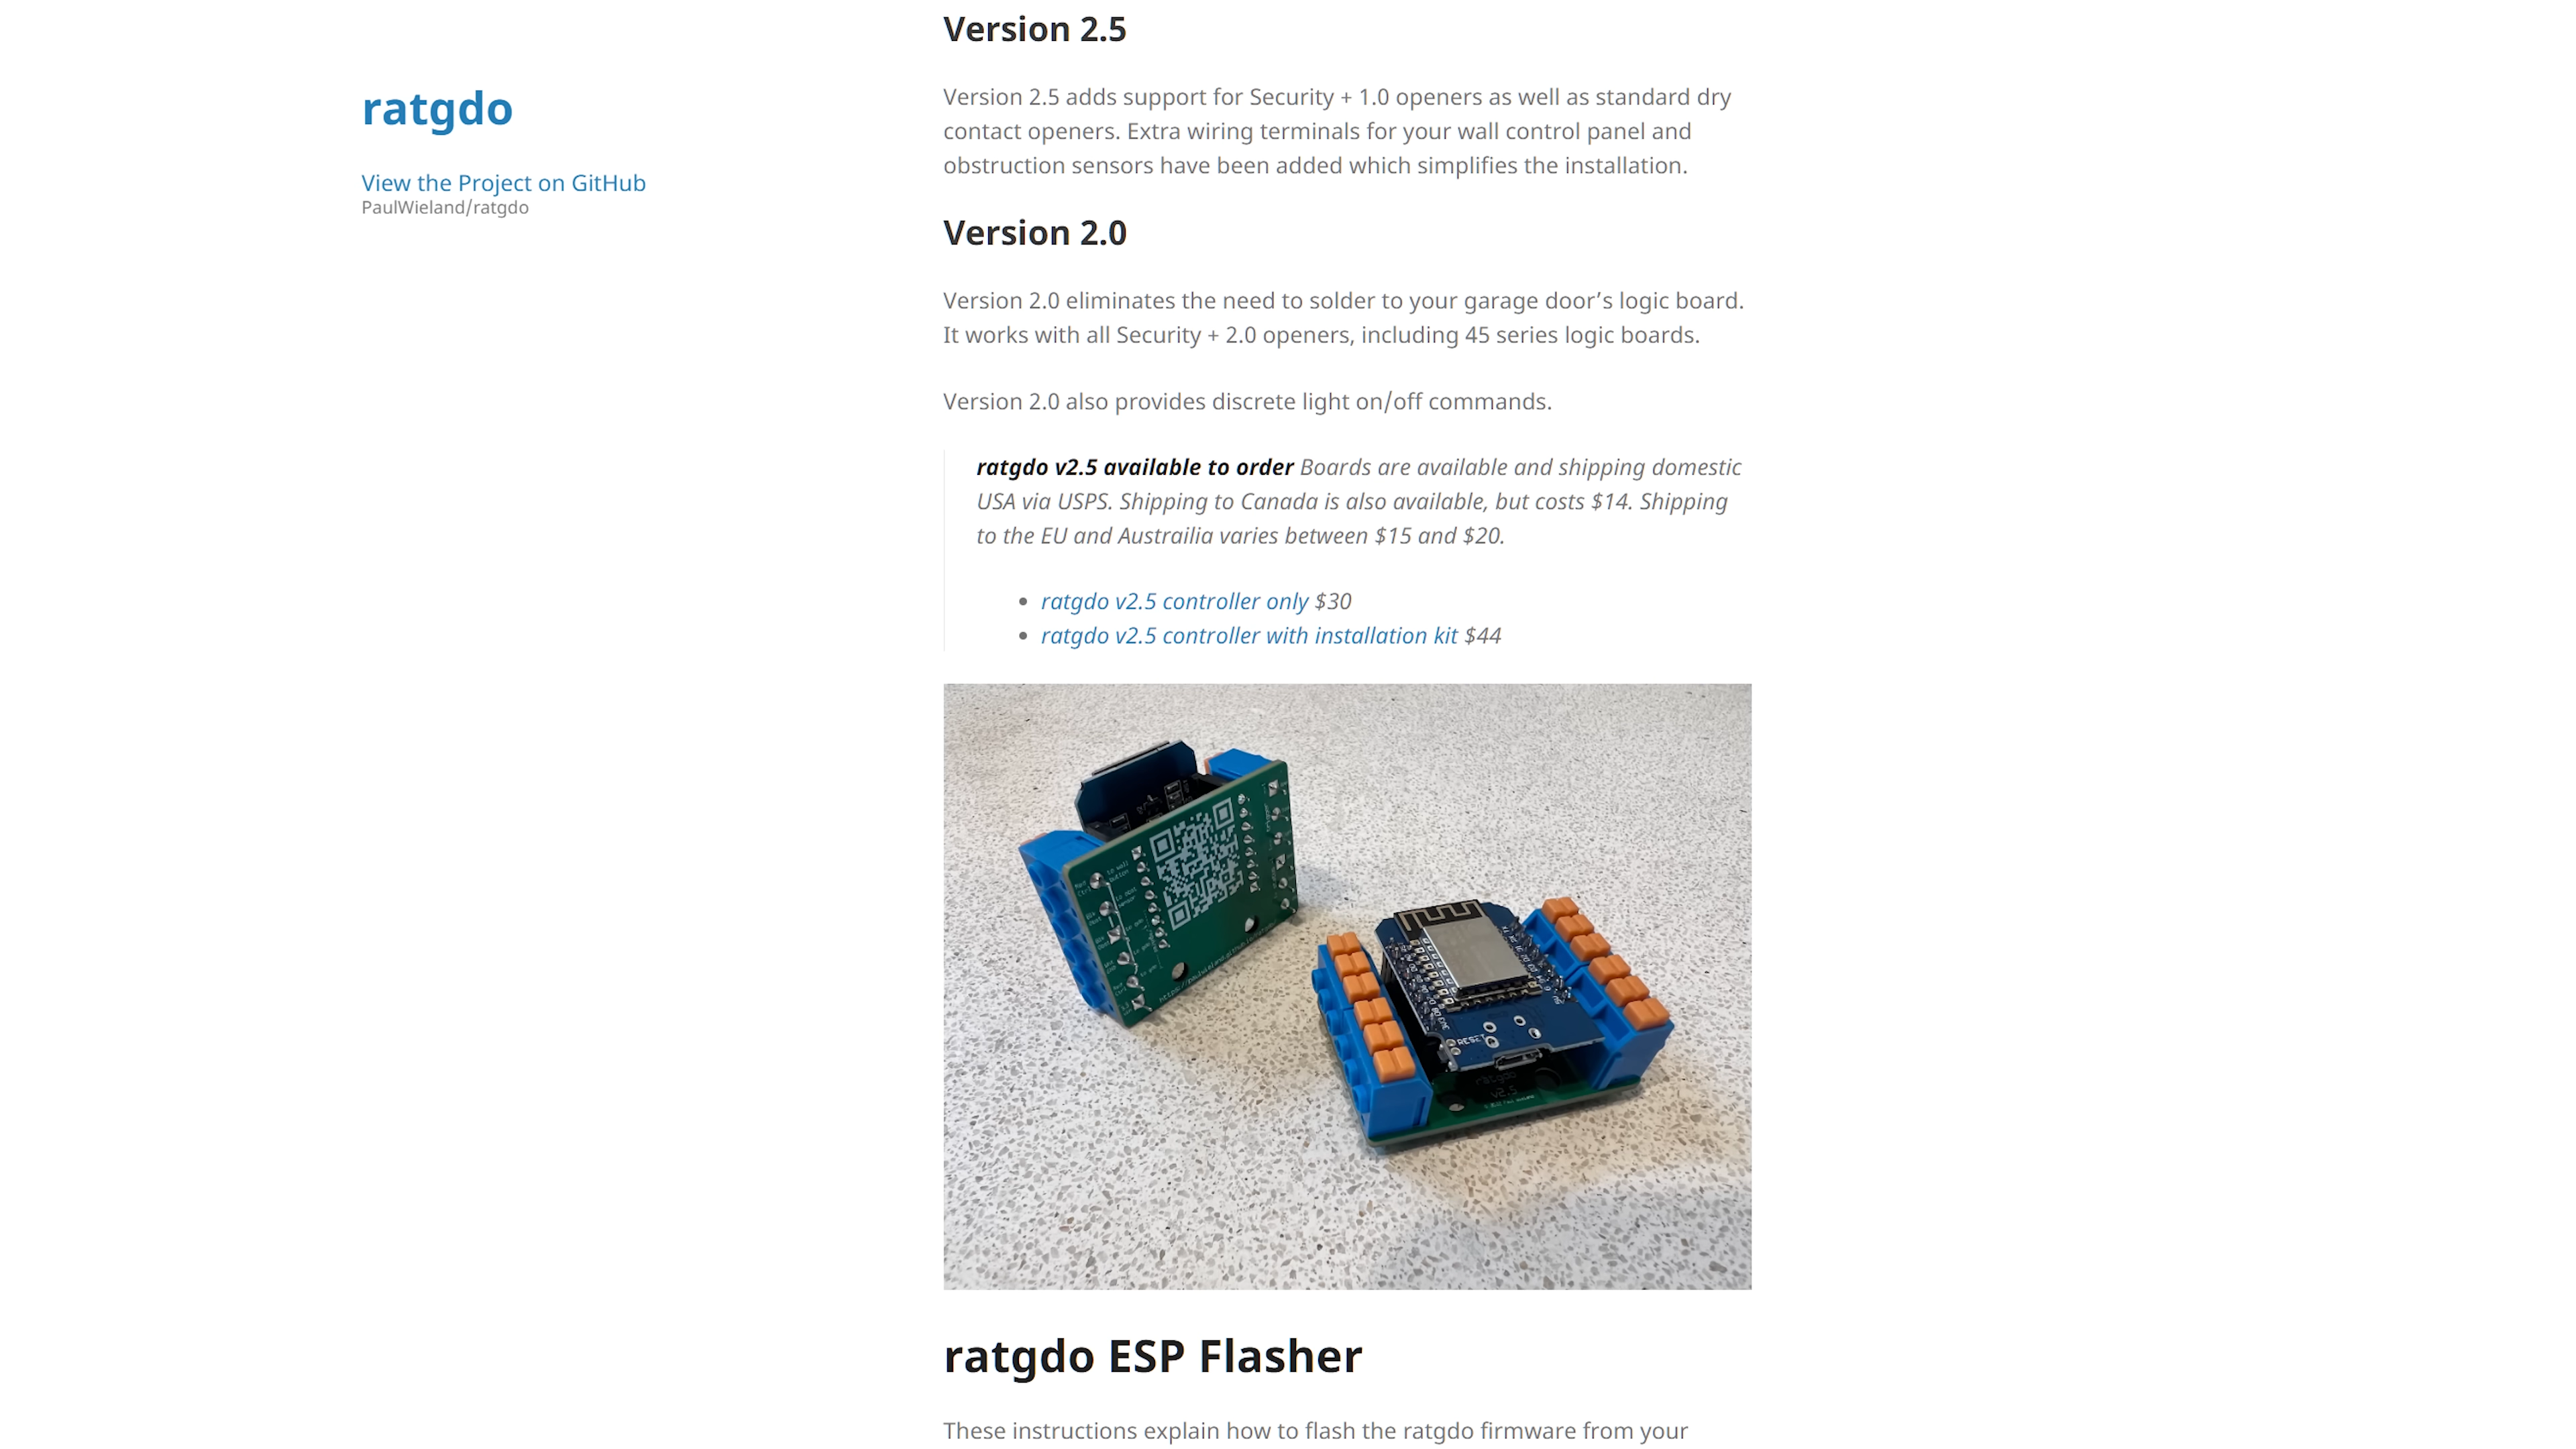 ratgdo
View the Project on GitHub
PaulWieland/ratgdo
Version 2.5
Version 2.5 adds support for Security + 1.0 openers as well as standard dry
contact openers. Extra wiring terminals for your wall control panel and
obstruction sensors have been added which simplifies the installation.
Version 2.0
Version 2.0 eliminates the need to solder to your garage door’s logic board.
It works with all Security + 2.0 openers, including 45 series logic boards.
Version 2.0 also provides discrete light on/off commands.
ratgdo v2.5 available to order Boards are available and shipping domestic
USA via USPS. Shipping to Canada is also available, but costs $14. Shipping
to the EU and Austrailia varies between $15 and $20.
ratgdo v2.5 controller only $30
ratgdo v2.5 controller with installation kit $44
RESET
ratgdo
v2.5
ratgdo ESP Flasher
These instructions explain how to flash the ratgdo firmware from your